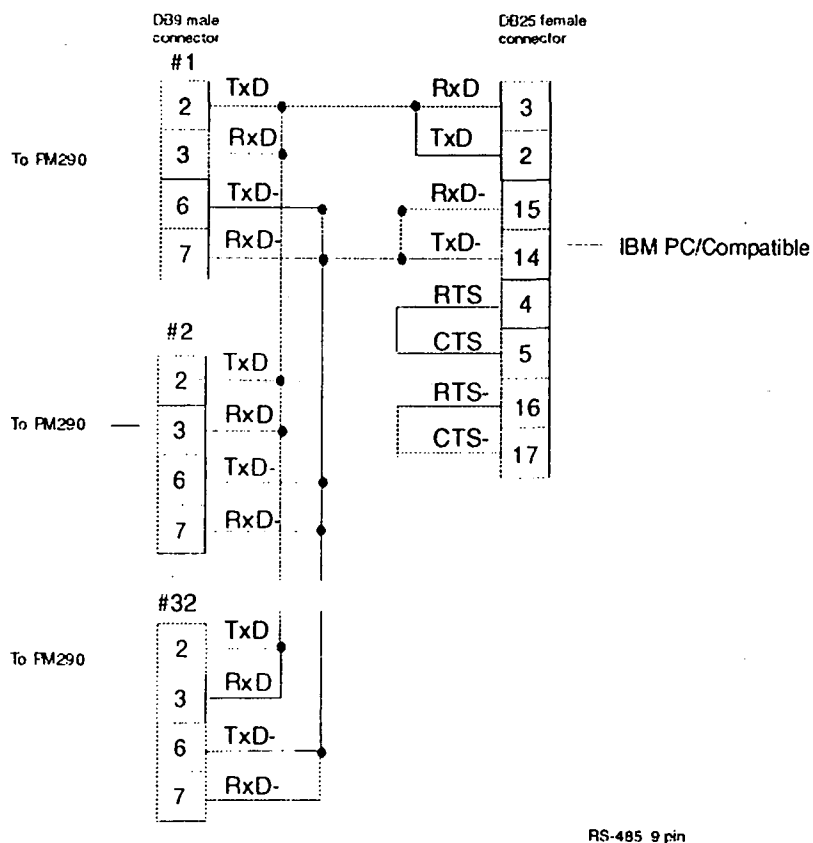 DB9 male
connector
DB25 female
connector
#1
2 TxD
3 RxD
6 TxD-
7 RxD-
To PM290
RxD 3
TxD 2
RxD- 15
TxD- 14
RTS 4
CTS 5
RTS- 16
CTS- 17
IBM PC/Compatible
#2
2 TxD
3 RxD
6 TxD-
7 RxD-
To PM290
#32
2 TxD
3 RxD
6 TxD-
7 RxD-
To PM290
RS-485 9 pin